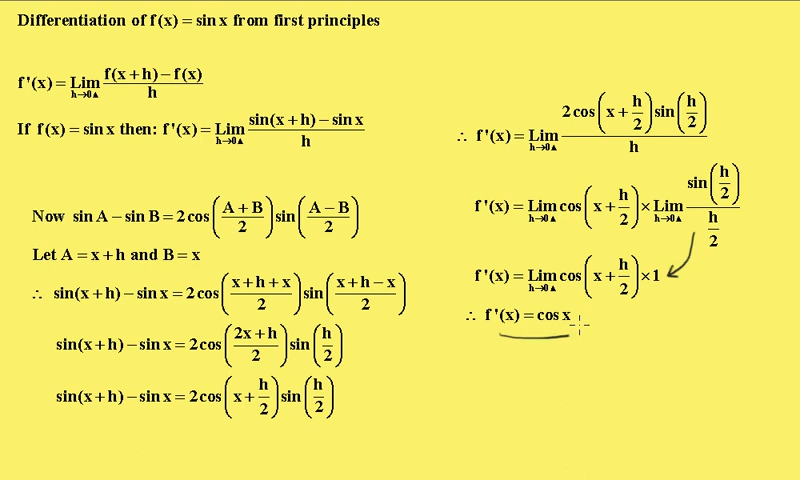 Differentiation of f(x) = sin x from first principles
f'(x) = Lim h→0▲ f(x+h) − f(x) / h
If f(x) = sin x then: f'(x) = Lim h→0▲ sin(x+h) − sin x / h
Now sin A − sin B = 2cos((A+B)/2) sin((A−B)/2)
Let A = x+h and B = x
∴ sin(x+h) − sin x = 2cos((x+h+x)/2) sin((x+h−x)/2)
sin(x+h) − sin x = 2cos((2x+h)/2) sin(h/2)
sin(x+h) − sin x = 2cos(x+h/2) sin(h/2)
∴ f'(x) = Lim h→0▲ 2cos(x+h/2) sin(h/2) / h
f'(x) = Lim h→0▲ cos(x+h/2) × Lim h→0▲ sin(h/2) / (h/2)
f'(x) = Lim h→0▲ cos(x+h/2) × 1
∴ f'(x) = cos x